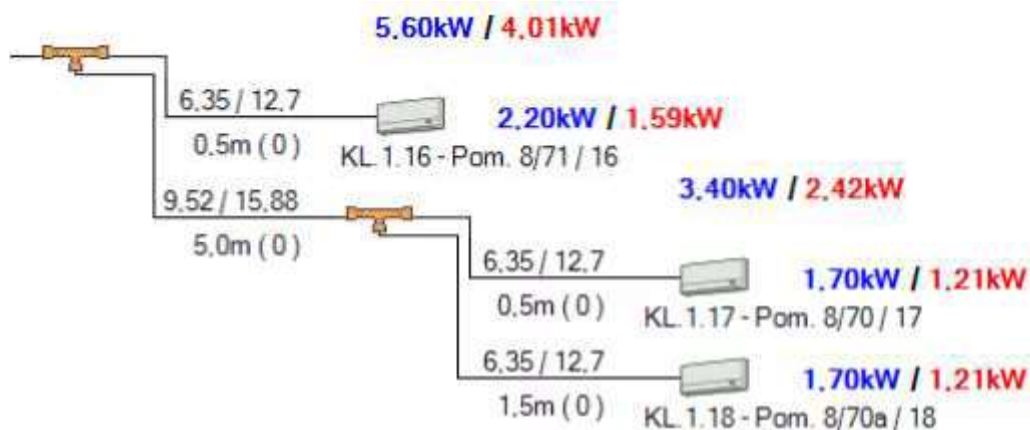 5.60kW / 4.01kW
6.35 / 12.7
2.20kW / 1.59kW
0.5m ( 0 )
KL.1.16 - Pom. 8/71 / 16
3.40kW / 2.42kW
9.52 / 15.88
5.0m ( 0 )
6.35 / 12.7
1.70kW / 1.21kW
0.5m ( 0 )
KL.1.17 - Pom. 8/70 / 17
6.35 / 12.7
1.70kW / 1.21kW
1.5m ( 0 )
KL.1.18 - Pom. 8/70a / 18